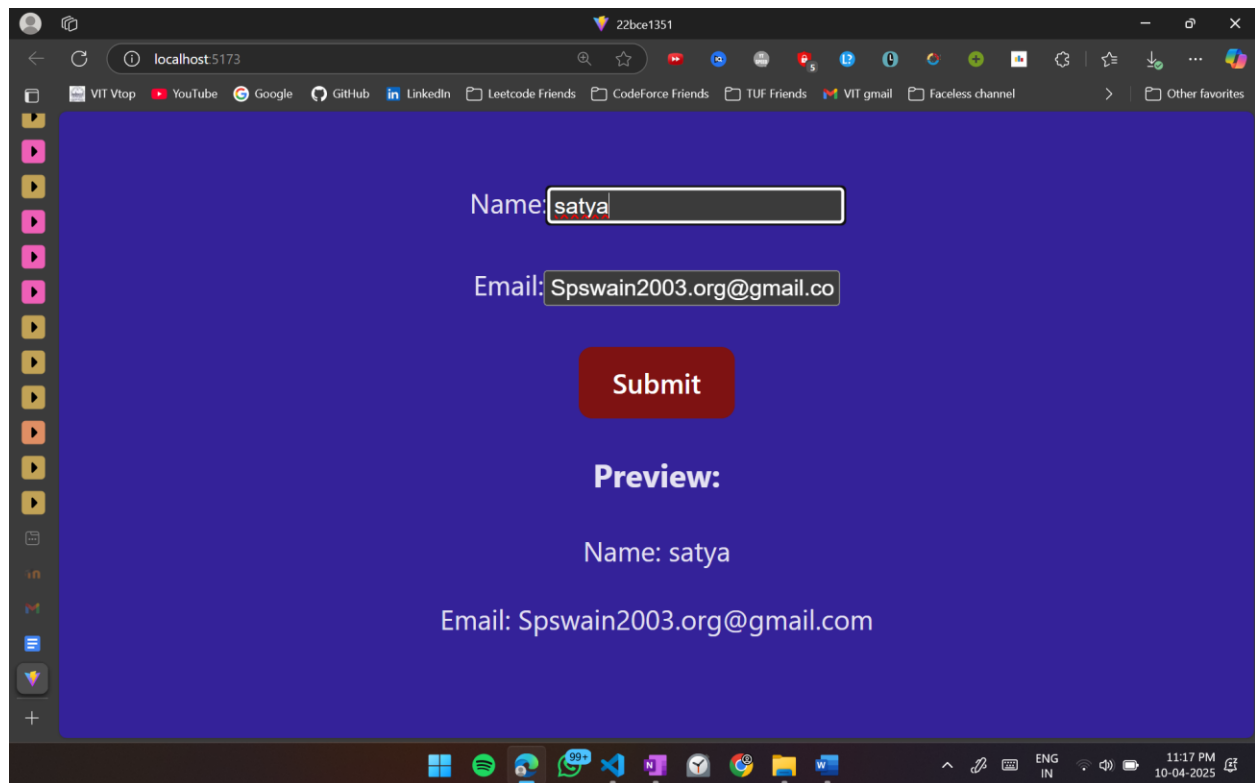 22bce1351
localhost:5173
VIT Vtop YouTube Google GitHub LinkedIn Leetcode Friends CodeForce Friends TUF Friends VIT gmail Faceless channel Other favorites
Name: satya
Email: Spswain2003.org@gmail.co
Submit
Preview:
Name: satya
Email: Spswain2003.org@gmail.com
99+
ENG
IN
11:17 PM
10-04-2025